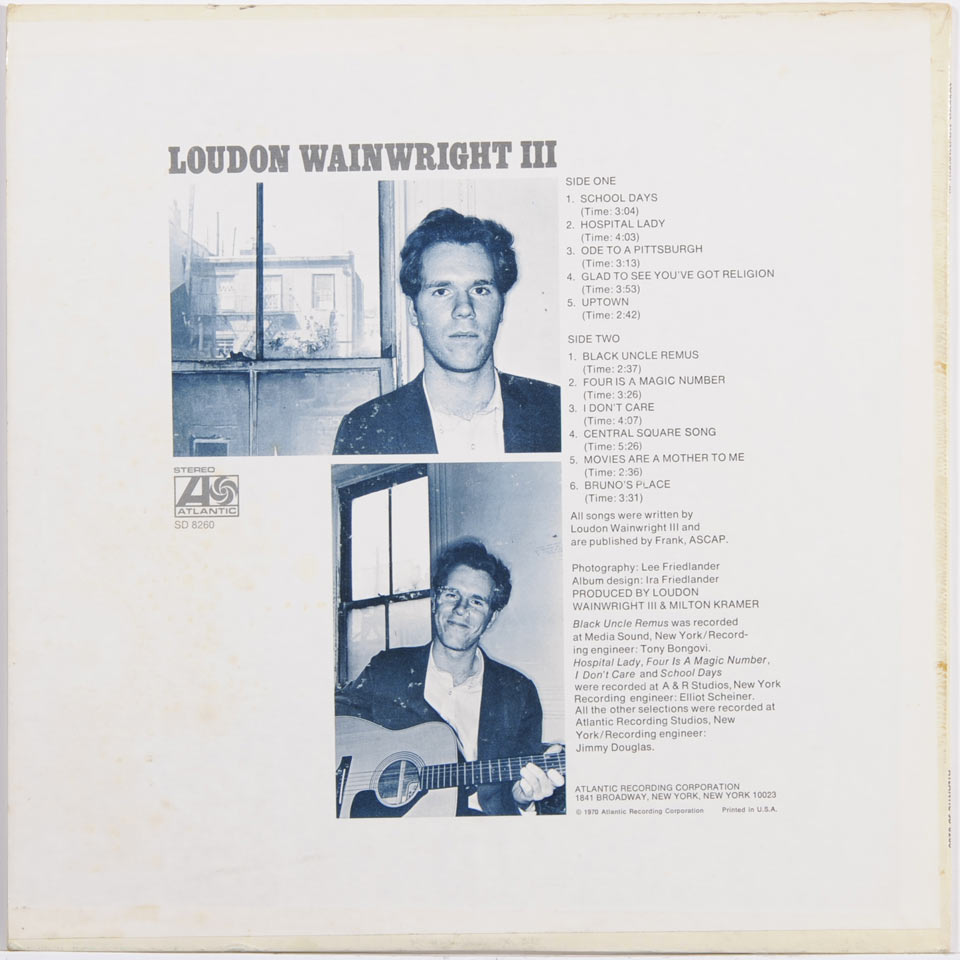 LOUDON WAINWRIGHT III
SIDE ONE
1. SCHOOL DAYS
(Time: 3:04)
2. HOSPITAL LADY
(Time: 4:03)
3. ODE TO A PITTSBURGH
(Time: 3:13)
4. GLAD TO SEE YOU'VE GOT RELIGION
(Time: 3:53)
5. UPTOWN
(Time: 2:42)
SIDE TWO
1. BLACK UNCLE REMUS
(Time: 2:37)
2. FOUR IS A MAGIC NUMBER
(Time: 3:26)
3. I DON'T CARE
(Time: 4:07)
4. CENTRAL SQUARE SONG
(Time: 5:26)
5. MOVIES ARE A MOTHER TO ME
(Time: 2:36)
6. BRUNO'S PLACE
(Time: 3:31)
STEREO
ATLANTIC
SD 8260
All songs were written by
Loudon Wainwright III and
are published by Frank, ASCAP.
Photography: Lee Friedlander
Album design: Ira Friedlander
PRODUCED BY LOUDON
WAINWRIGHT III & MILTON KRAMER
Black Uncle Remus was recorded
at Media Sound, New York/Record-
ing engineer: Tony Bongovi.
Hospital Lady, Four Is A Magic Number,
I Don't Care and School Days
were recorded at A & R Studios, New York
Recording engineer: Elliot Scheiner.
All the other selections were recorded at
Atlantic Recording Studios, New
York/Recording engineer:
Jimmy Douglas.
ATLANTIC RECORDING CORPORATION
1841 BROADWAY, NEW YORK, NEW YORK 10023
© 1970 Atlantic Recording Corporation Printed in U.S.A.